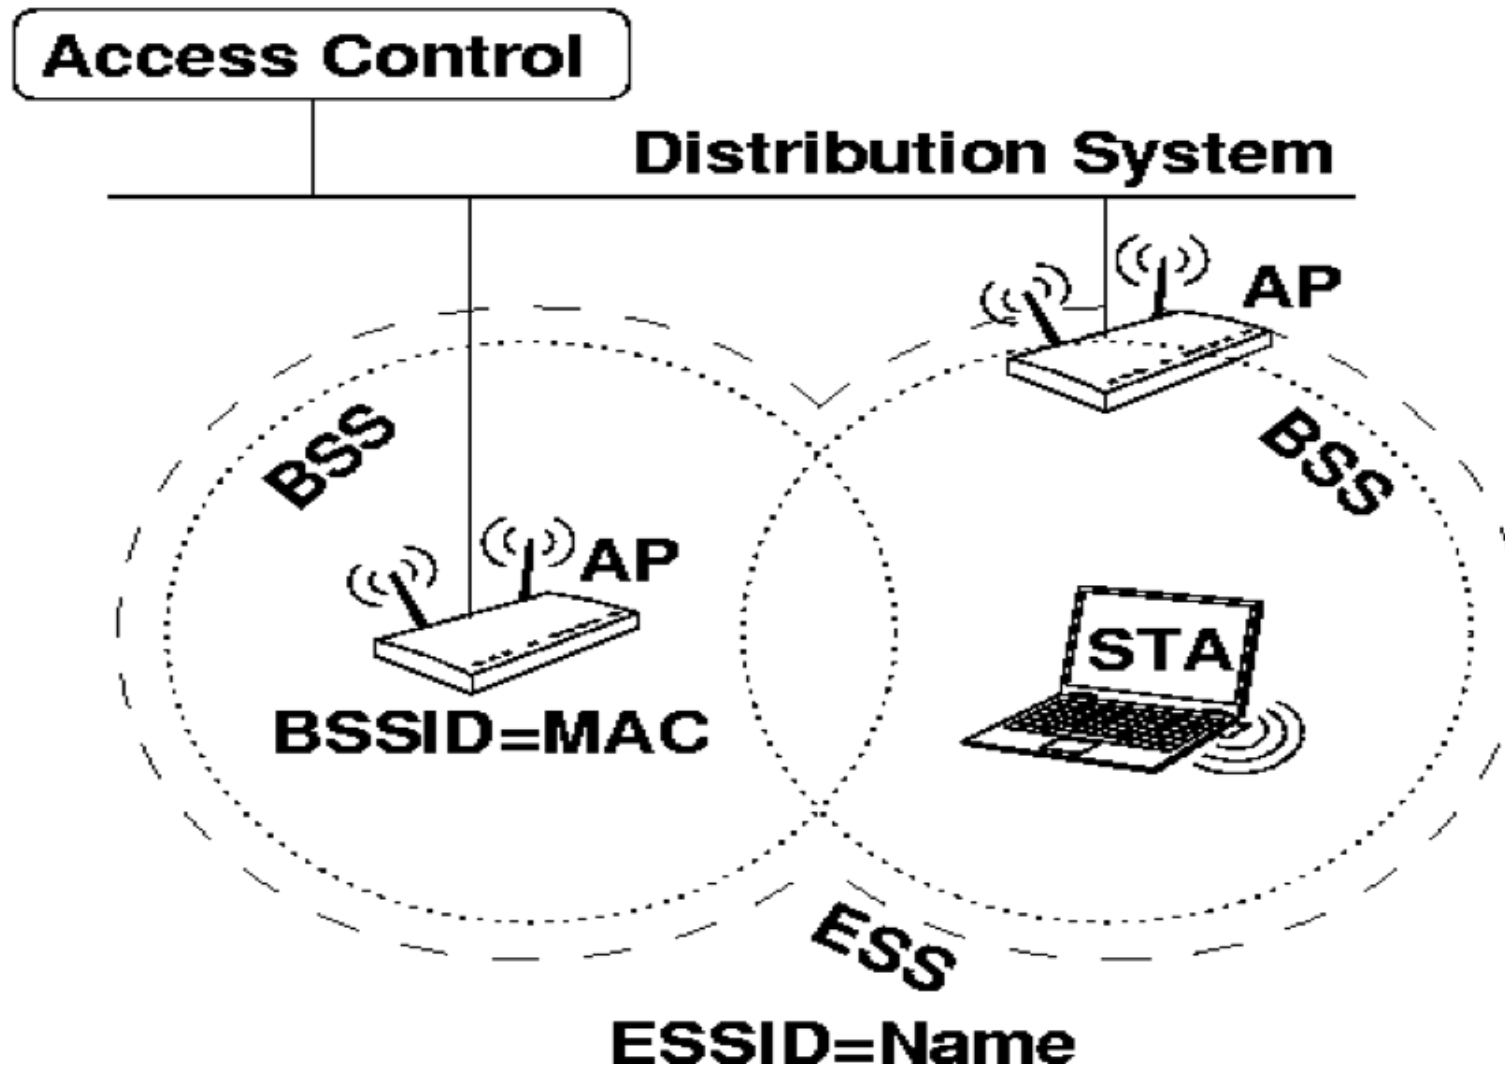 Access Control
Distribution System
AP
BSS
BSS
AP
STA
BSSID=MAC
ESS
ESSID=Name